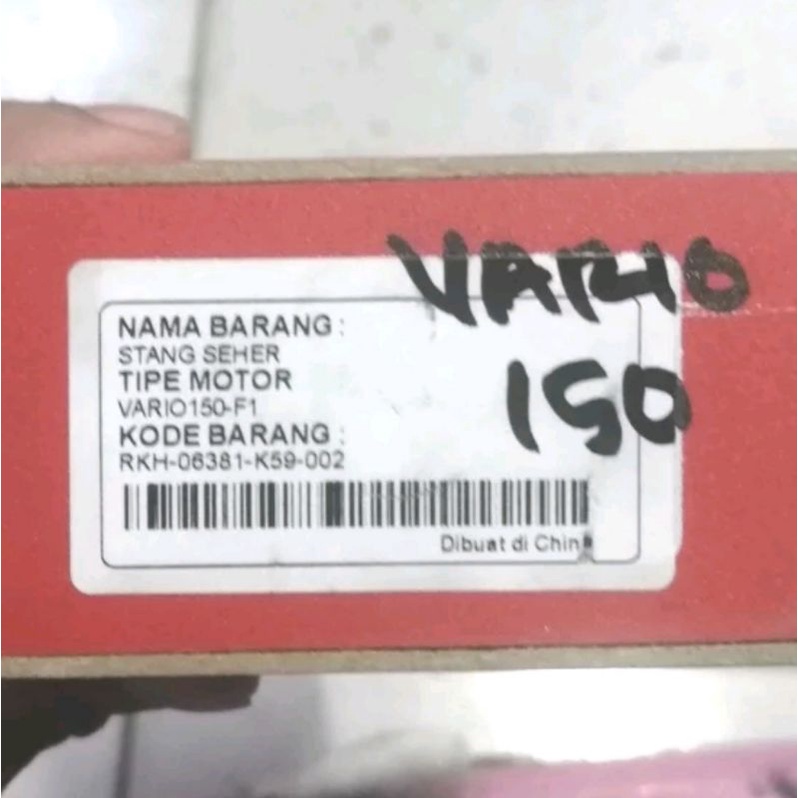 VARIO
150
NAMA BARANG :
STANG SEHER
TIPE MOTOR
VARIO150-F1
KODE BARANG :
RKH-06381-K59-002
Dibuat di China